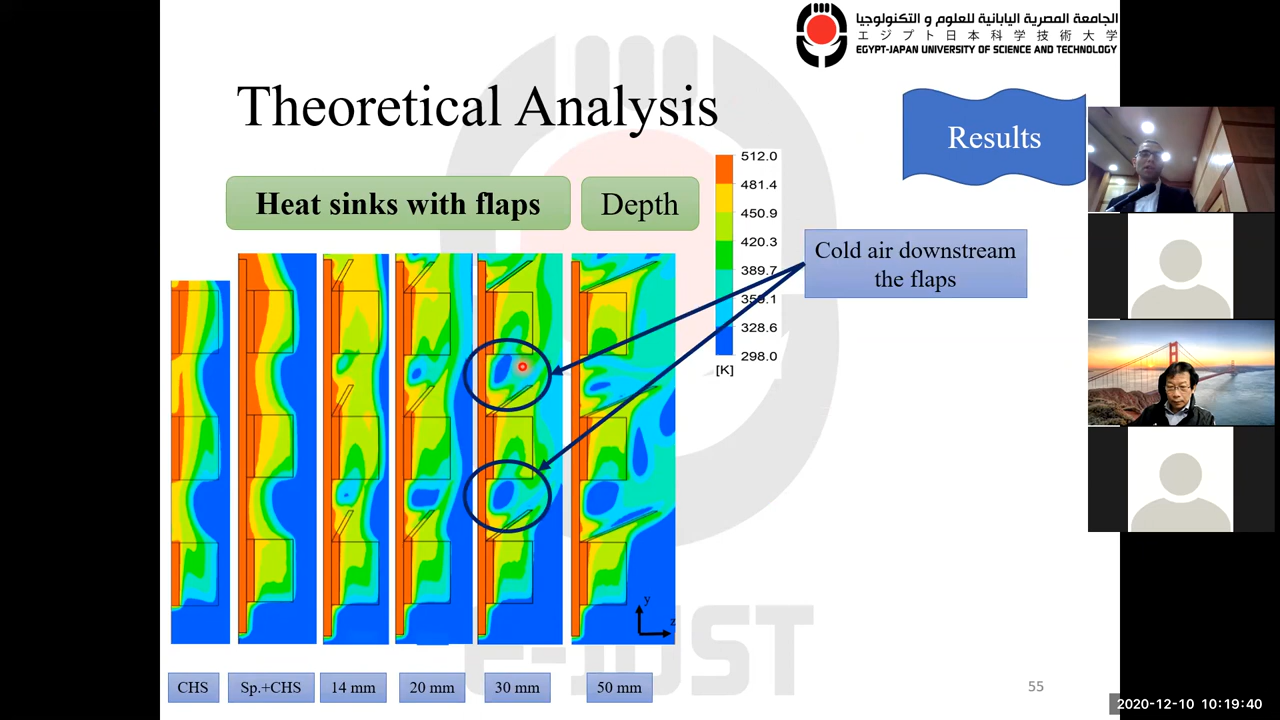 الجامعة المصرية اليابانية للعلوم و التكنولوجيا
エジプト日本科学技術大学
EGYPT-JAPAN UNIVERSITY OF SCIENCE AND TECHNOLOGY
Theoretical Analysis
Results
Heat sinks with flaps
Depth
512.0
481.4
450.9
420.3
389.7
359.1
328.6
298.0
[K]
Cold air downstream
the flaps
y
z
E-JUST
CHS
Sp.+CHS
14 mm
20 mm
30 mm
50 mm
55
2020-12-10 10:19:40